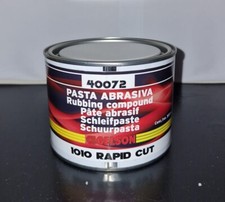 40072
PASTA ABRASIVA
Rubbing compound
Pâte abrasif
Schleifpaste
Schuurpasta
1010 RAPID CUT